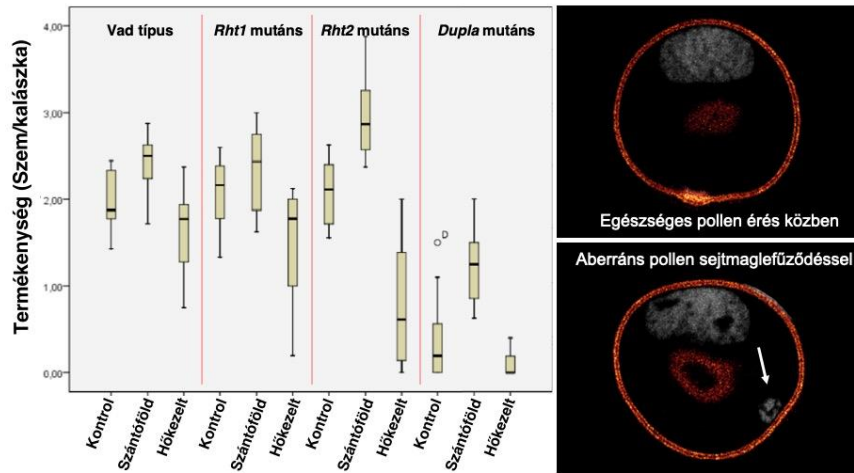 Termékenység (Szem/kalászka)
4,00
3,00
2,00
1,00
0,00
Vad típus
Rht1 mutáns
Rht2 mutáns
Dupla mutáns
Kontrol
Szántóföld
Hőkezelt
Kontrol
Szántóföld
Hőkezelt
Kontrol
Szántóföld
Hőkezelt
Kontrol
Szántóföld
Hőkezelt
Egészséges pollen érés közben
Aberráns pollen sejtmaglefűződéssel